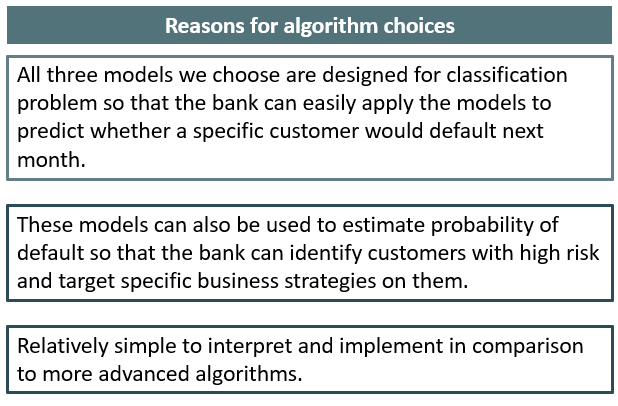 Reasons for algorithm choices
All three models we choose are designed for classification
problem so that the bank can easily apply the models to
predict whether a specific customer would default next
month.
These models can also be used to estimate probability of
default so that the bank can identify customers with high risk
and target specific business strategies on them.
Relatively simple to interpret and implement in comparison
to more advanced algorithms.